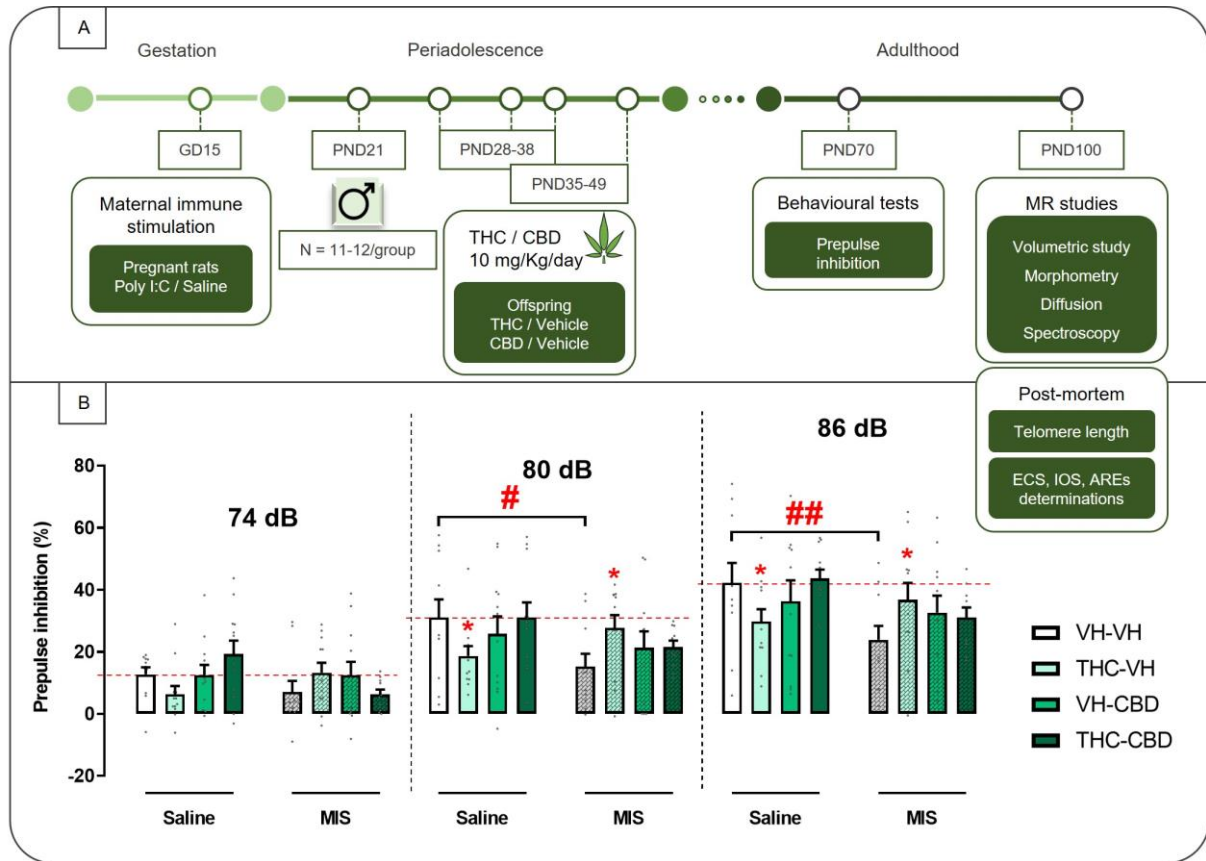 A
Gestation
Periadolescence
Adulthood
GD15
PND21
PND28-38
PND35-49
PND70
PND100
Maternal immune
stimulation
Pregnant rats
Poly I:C / Saline
N = 11-12/group
THC / CBD
10 mg/Kg/day
Offspring
THC / Vehicle
CBD / Vehicle
Behavioural tests
Prepulse
inhibition
MR studies
Volumetric study
Morphometry
Diffusion
Spectroscopy
Post-mortem
Telomere length
ECS, IOS, AREs
determinations
B
Prepulse inhibition (%)
80
60
40
20
0
-20
74 dB
80 dB
86 dB
#
##
*
*
*
*
Saline
MIS
Saline
MIS
Saline
MIS
VH-VH
THC-VH
VH-CBD
THC-CBD